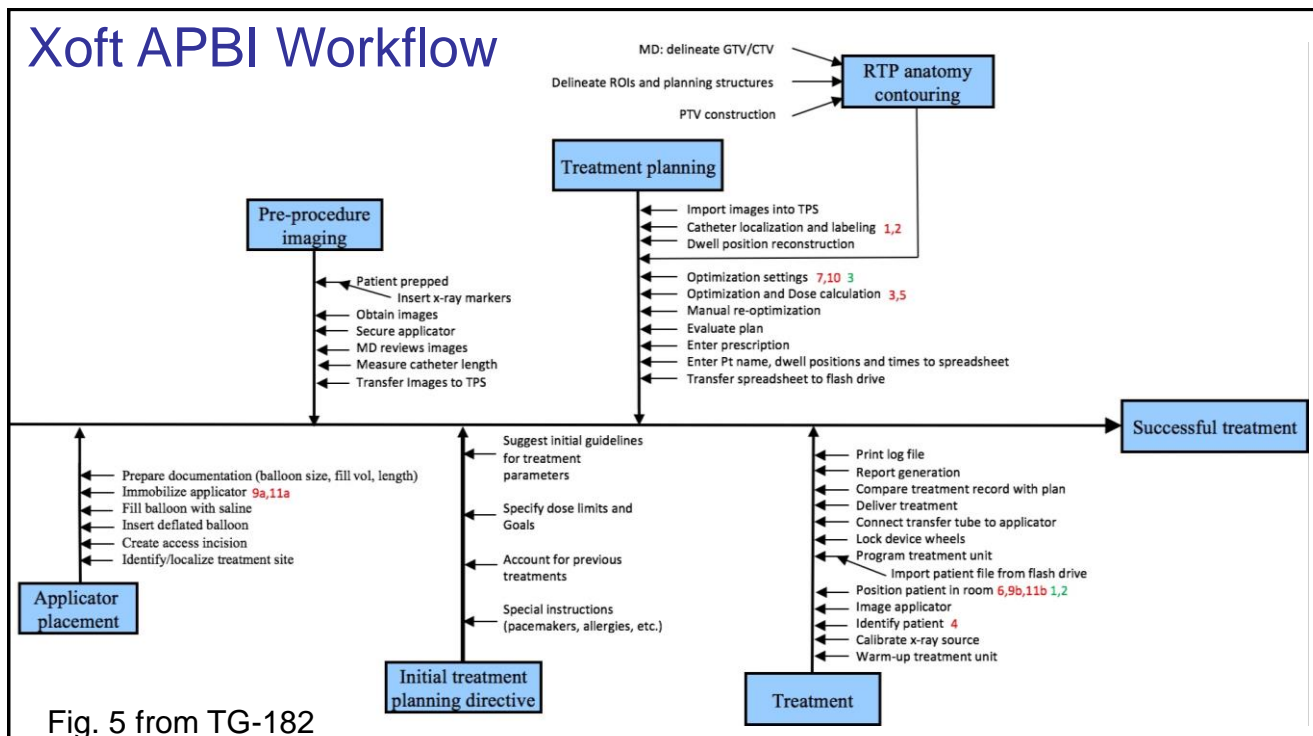 Xoft APBI Workflow
MD: delineate GTV/CTV
Delineate ROIs and planning structures
PTV construction
RTP anatomy
contouring
Treatment planning
Import images into TPS
Catheter localization and labeling 1,2
Dwell position reconstruction
Optimization settings 7,10 3
Optimization and Dose calculation 3,5
Manual re-optimization
Evaluate plan
Enter prescription
Enter Pt name, dwell positions and times to spreadsheet
Transfer spreadsheet to flash drive
Pre-procedure
imaging
Patient prepped
Insert x-ray markers
Obtain images
Secure applicator
MD reviews images
Measure catheter length
Transfer Images to TPS
Successful treatment
Prepare documentation (balloon size, fill vol, length)
Immobilize applicator 9a,11a
Fill balloon with saline
Insert deflated balloon
Create access incision
Identify/localize treatment site
Applicator
placement
Suggest initial guidelines
for treatment
parameters
Specify dose limits and
Goals
Account for previous
treatments
Special instructions
(pacemakers, allergies, etc.)
Initial treatment
planning directive
Print log file
Report generation
Compare treatment record with plan
Deliver treatment
Connect transfer tube to applicator
Lock device wheels
Program treatment unit
Import patient file from flash drive
Position patient in room 6,9b,11b 1,2
Image applicator
Identify patient 4
Calibrate x-ray source
Warm-up treatment unit
Treatment
Fig. 5 from TG-182